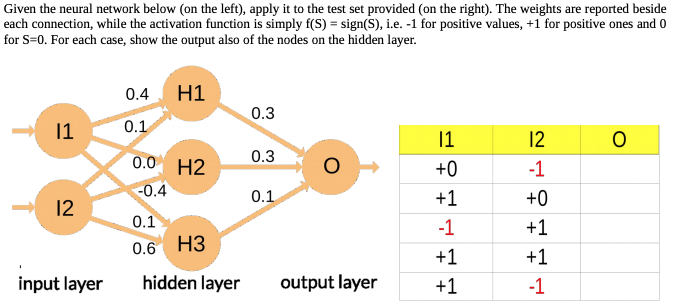 Given the neural network below (on the left), apply it to the test set provided (on the right). The weights are reported beside
each connection, while the activation function is simply f(S) = sign(S), i.e. -1 for positive values, +1 for positive ones and 0
for S=0. For each case, show the output also of the nodes on the hidden layer.
0.4 H1
0.3
I1 0.1
I1 I2 O
0.0 H2 0.3 O
+0 -1
-0.4
+1 +0
I2 0.1
0.1
-1 +1
0.6 H3
+1 +1
input layer hidden layer output layer
+1 -1